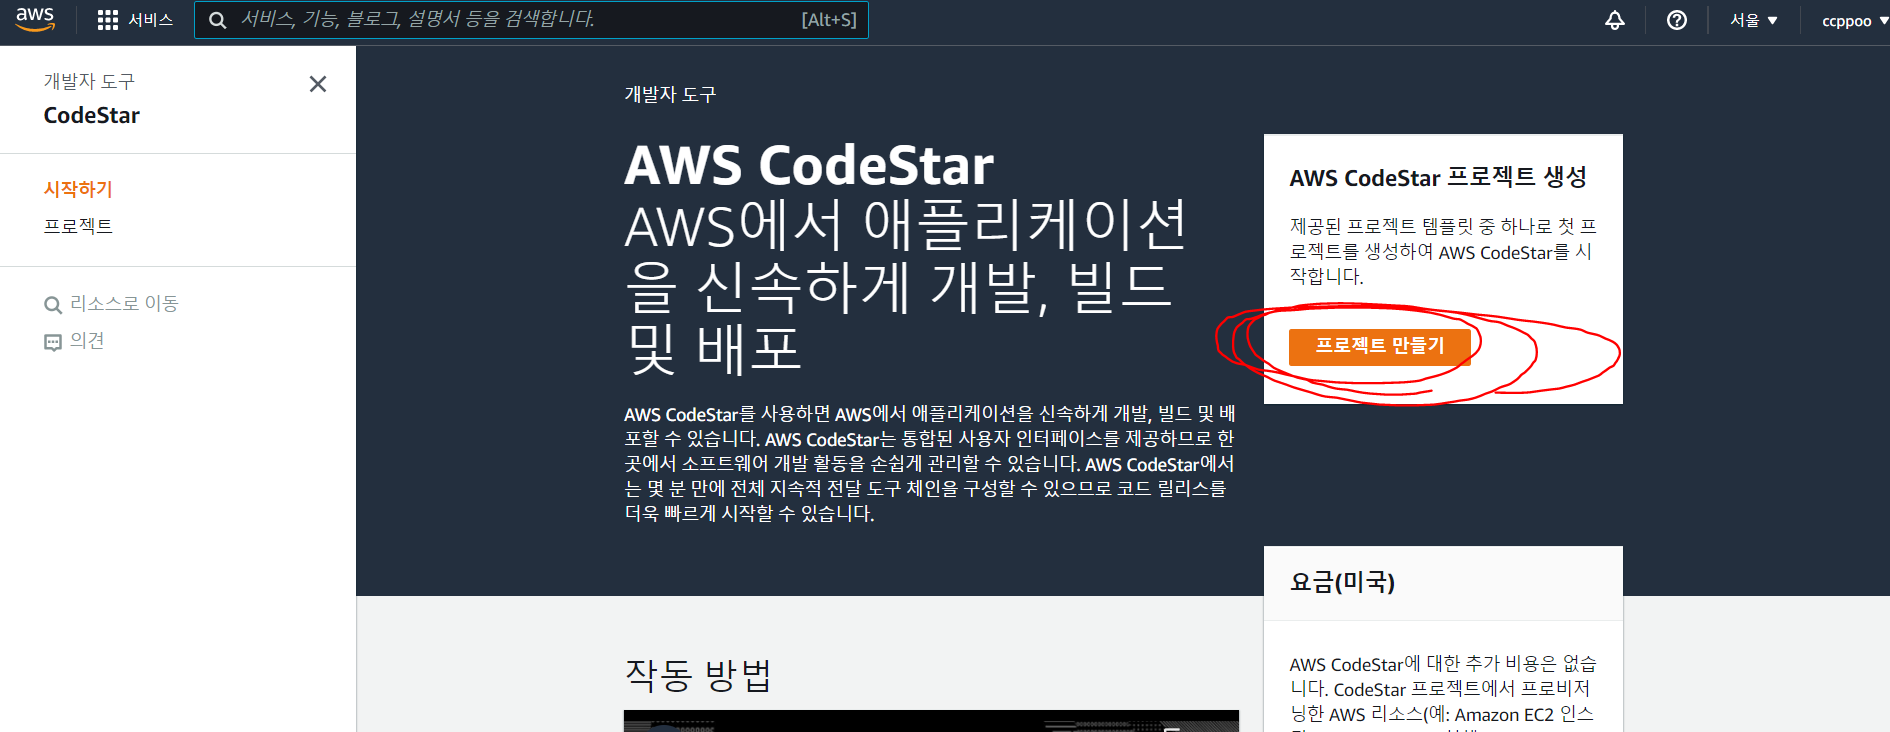 aws
서비스
서비스, 기능, 블로그, 설명서 등을 검색합니다.
[Alt+S]
서울
ccppoo
개발자 도구
CodeStar
시작하기
프로젝트
리소스로 이동
의견
개발자 도구
AWS CodeStar
AWS에서 애플리케이션
을 신속하게 개발, 빌드
및 배포
AWS CodeStar를 사용하면 AWS에서 애플리케이션을 신속하게 개발, 빌드 및 배
포할 수 있습니다. AWS CodeStar는 통합된 사용자 인터페이스를 제공하므로 한
곳에서 소프트웨어 개발 활동을 손쉽게 관리할 수 있습니다. AWS CodeStar에서
는 몇 분 만에 전체 지속적 전달 도구 체인을 구성할 수 있으므로 코드 릴리스를
더욱 빠르게 시작할 수 있습니다.
AWS CodeStar 프로젝트 생성
제공된 프로젝트 템플릿 중 하나로 첫 프
로젝트를 생성하여 AWS CodeStar를 시
작합니다.
프로젝트 만들기
요금(미국)
AWS CodeStar에 대한 추가 비용은 없습
니다. CodeStar 프로젝트에서 프로비저
닝한 AWS 리소스(예: Amazon EC2 인스
작동 방법